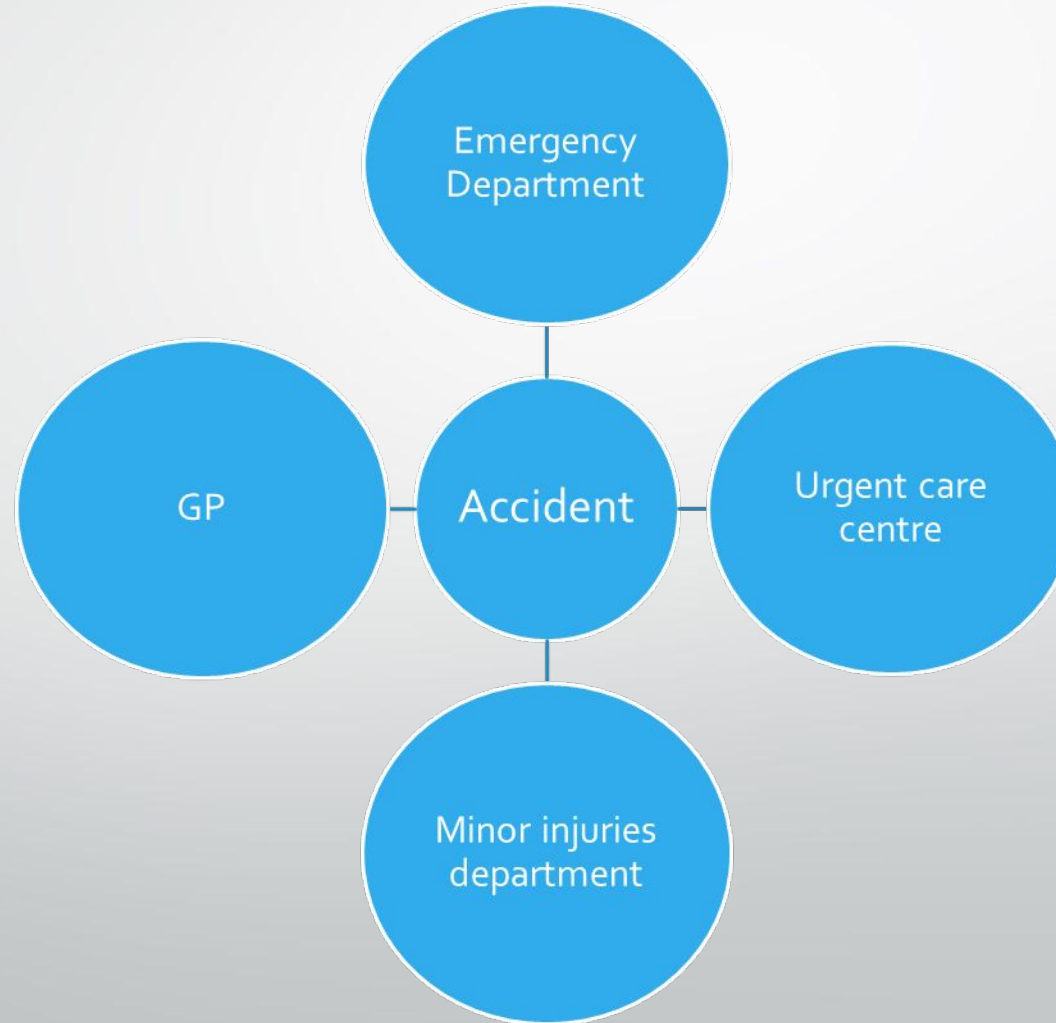 Emergency
Department
GP
Accident
Urgent care
centre
Minor injuries
department